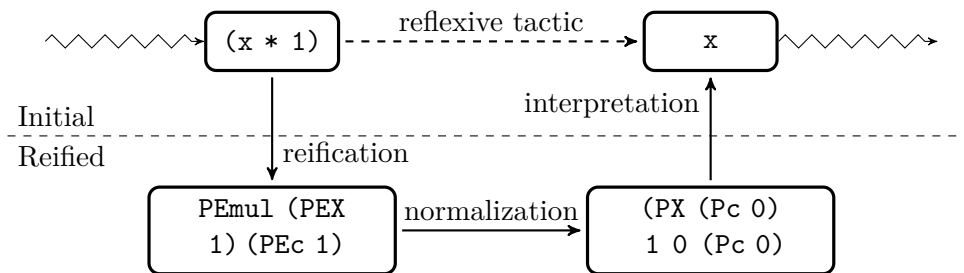 reflexive tactic
(x * 1)
x
interpretation
Initial
Reified
reification
PEmul (PEX
1) (PEc 1)
normalization
(PX (Pc 0)
1 0 (Pc 0)